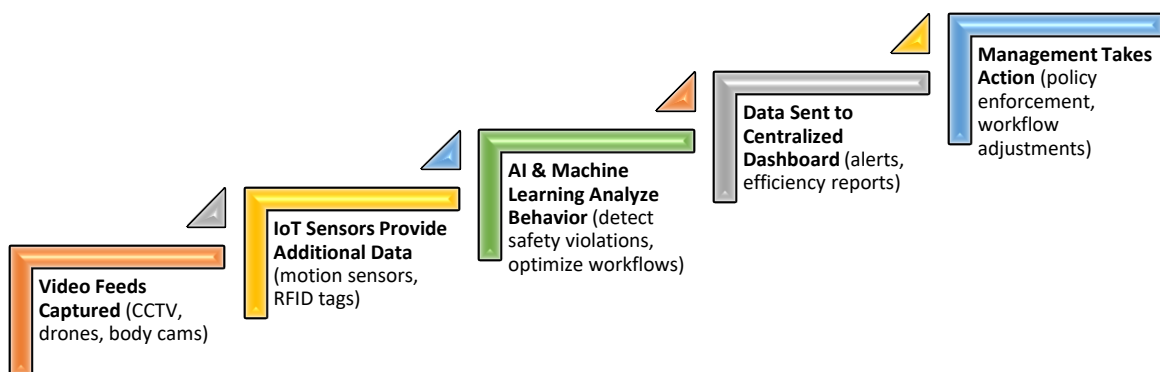 Video Feeds
Captured (CCTV,
drones, body cams)
IoT Sensors Provide
Additional Data
(motion sensors,
RFID tags)
AI & Machine
Learning Analyze
Behavior (detect
safety violations,
optimize workflows)
Data Sent to
Centralized
Dashboard (alerts,
efficiency reports)
Management Takes
Action (policy
enforcement,
workflow
adjustments)